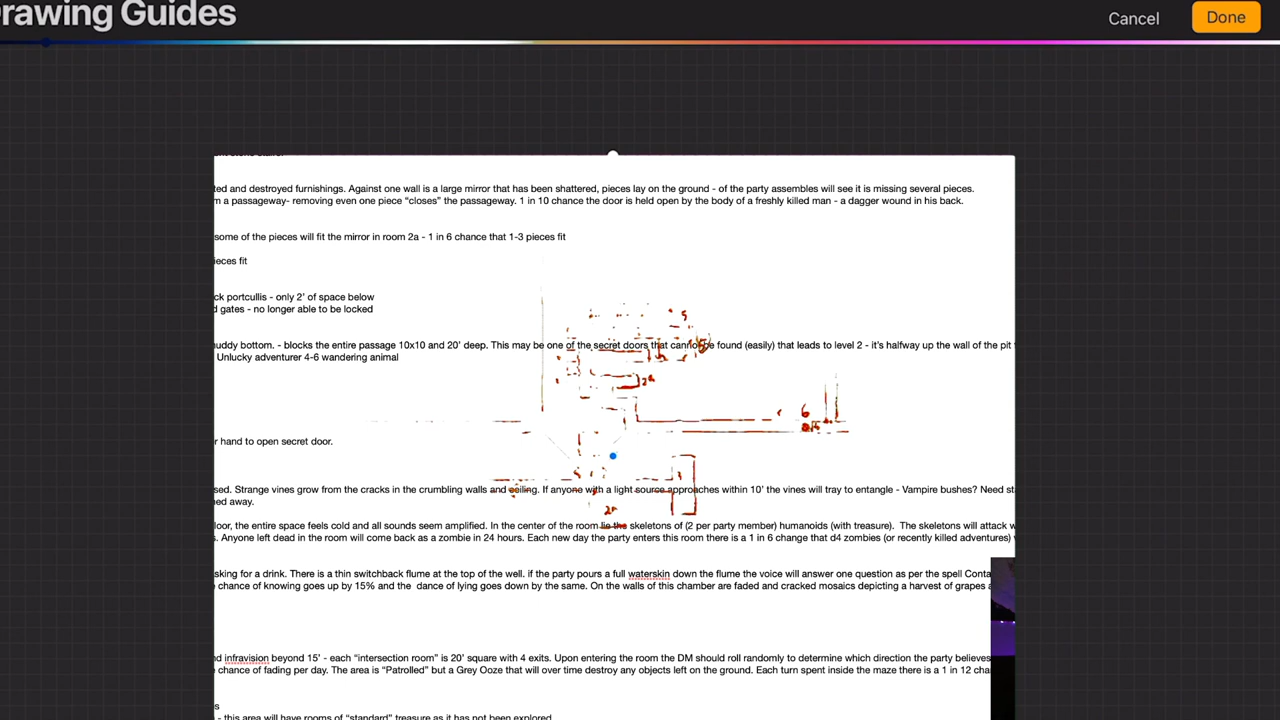 rawing Guides
Cancel
Done
ted and destroyed furnishings. Against one wall is a large mirror that has been shattered, pieces lay on the ground - of the party assembles will see it is missing several pieces.
m a passageway- removing even one piece “closes” the passageway. 1 in 10 chance the door is held open by the body of a freshly killed man - a dagger wound in his back.
some of the pieces will fit the mirror in room 2a - 1 in 6 chance that 1-3 pieces fit
ieces fit
ck portcullis - only 2’ of space below
d gates - no longer able to be locked
5
uddy bottom. - blocks the entire passage 10x10 and 20’ deep. This may be one of the secret doors that cannot be found (easily) that leads to level 2 - it’s halfway up the wall of the pit
Unlucky adventurer 4-6 wandering animal
2a
6
r hand to open secret door.
sed. Strange vines grow from the cracks in the crumbling walls and ceiling. If anyone with a light source approaches within 10’ the vines will tray to entangle - Vampire bushes? Need st
ed away.
loor, the entire space feels cold and all sounds seem amplified. In the center of the room lie the skeletons of (2 per party member) humanoids (with treasure). The skeletons will attack w
s. Anyone left dead in the room will come back as a zombie in 24 hours. Each new day the party enters this room there is a 1 in 6 change that d4 zombies (or recently killed adventures)
sking for a drink. There is a thin switchback flume at the top of the well. if the party pours a full waterskin down the flume the voice will answer one question as per the spell Conta
chance of knowing goes up by 15% and the dance of lying goes down by the same. On the walls of this chamber are faded and cracked mosaics depicting a harvest of grapes a
nd infravision beyond 15’ - each “intersection room” is 20’ square with 4 exits. Upon entering the room the DM should roll randomly to determine which direction the party believes
chance of fading per day. The area is “Patrolled” but a Grey Ooze that will over time destroy any objects left on the ground. Each turn spent inside the maze there is a 1 in 12 cha
s
- this area will have rooms of “standard” treasure as it has not been explored